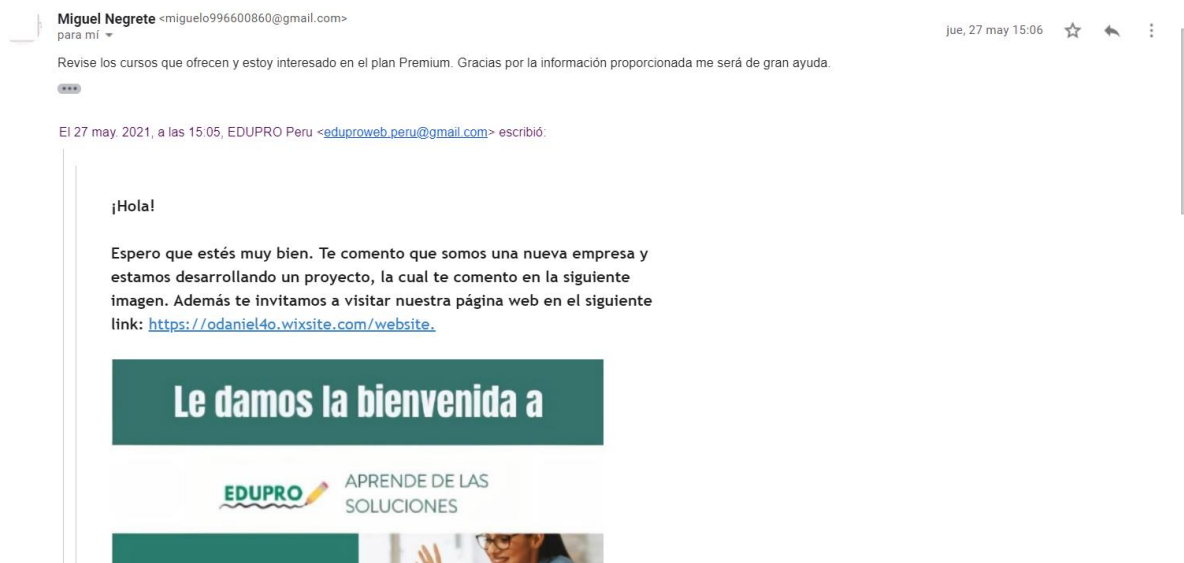 Miguel Negrete <miguelo996600860@gmail.com>
jue, 27 may 15:06
para mí
Revise los cursos que ofrecen y estoy interesado en el plan Premium. Gracias por la información proporcionada me será de gran ayuda.
El 27 may. 2021, a las 15:05, EDUPRO Peru <eduproweb.peru@gmail.com> escribió:
¡Hola!
Espero que estés muy bien. Te comento que somos una nueva empresa y
estamos desarrollando un proyecto, la cual te comento en la siguiente
imagen. Además te invitamos a visitar nuestra página web en el siguiente
link: https://odaniel4o.wixsite.com/website.
Le damos la bienvenida a
EDUPRO
APRENDE DE LAS
SOLUCIONES